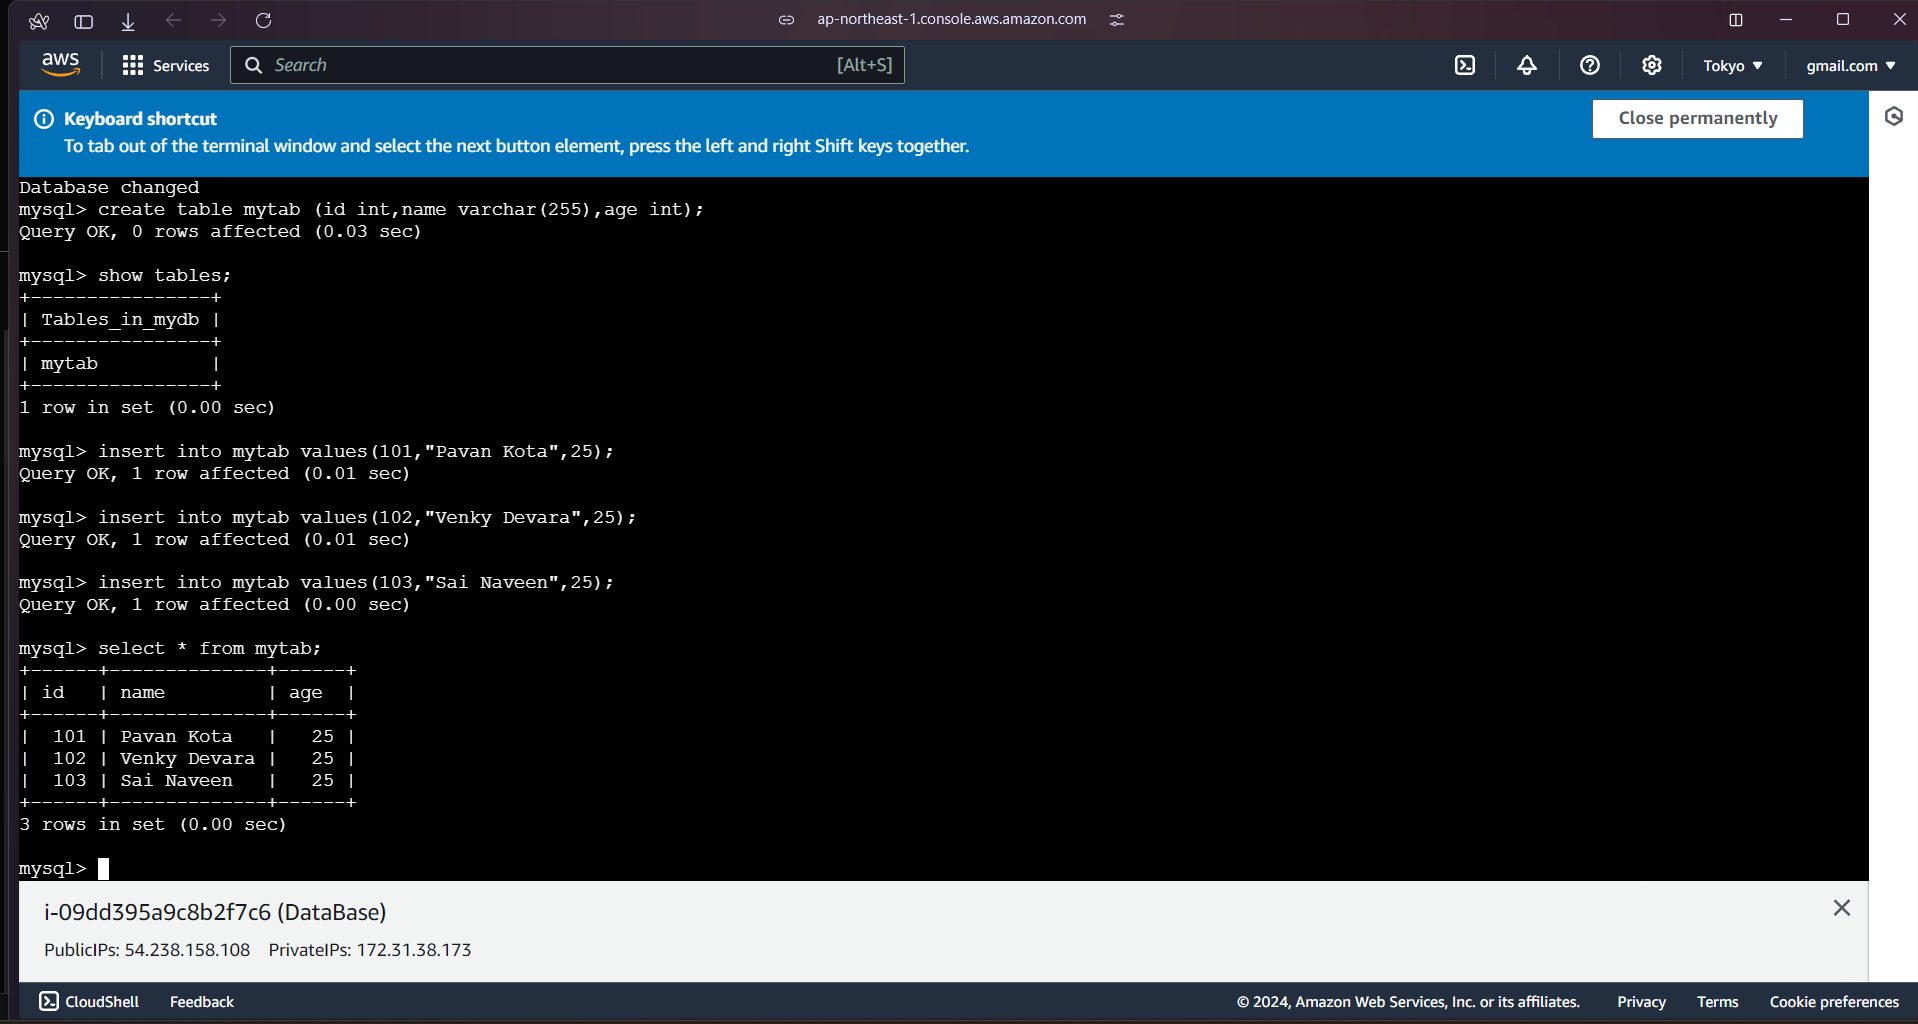 ap-northeast-1.console.aws.amazon.com
aws Services Search [Alt+S] Tokyo gmail.com
Keyboard shortcut
To tab out of the terminal window and select the next button element, press the left and right Shift keys together.
Close permanently
Database changed
mysql> create table mytab (id int,name varchar(255),age int);
Query OK, 0 rows affected (0.03 sec)
mysql> show tables;
+----------------+
| Tables_in_mydb |
+----------------+
| mytab          |
+----------------+
1 row in set (0.00 sec)
mysql> insert into mytab values(101,"Pavan Kota",25);
Query OK, 1 row affected (0.01 sec)
mysql> insert into mytab values(102,"Venky Devara",25);
Query OK, 1 row affected (0.01 sec)
mysql> insert into mytab values(103,"Sai Naveen",25);
Query OK, 1 row affected (0.00 sec)
mysql> select * from mytab;
+------+--------------+------+
| id   | name         | age  |
+------+--------------+------+
|  101 | Pavan Kota   |   25 |
|  102 | Venky Devara |   25 |
|  103 | Sai Naveen   |   25 |
+------+--------------+------+
3 rows in set (0.00 sec)
mysql>
i-09dd395a9c8b2f7c6 (DataBase)
PublicIPs: 54.238.158.108 PrivateIPs: 172.31.38.173
CloudShell Feedback © 2024, Amazon Web Services, Inc. or its affiliates. Privacy Terms Cookie preferences